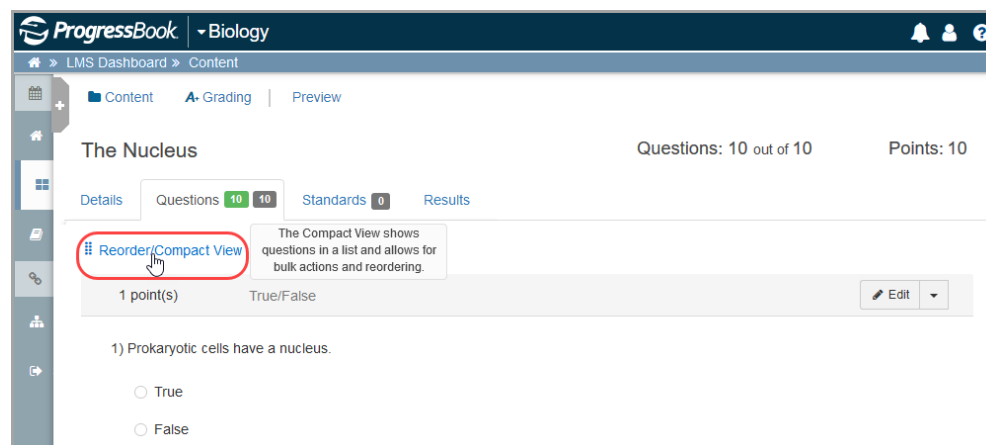 ProgressBook. Biology
LMS Dashboard » Content
Content A+ Grading Preview
The Nucleus Questions: 10 out of 10 Points: 10
Details Questions 10 10 Standards 0 Results
Reorder/Compact View
The Compact View shows
questions in a list and allows for
bulk actions and reordering.
1 point(s) True/False Edit
1) Prokaryotic cells have a nucleus.
True
False